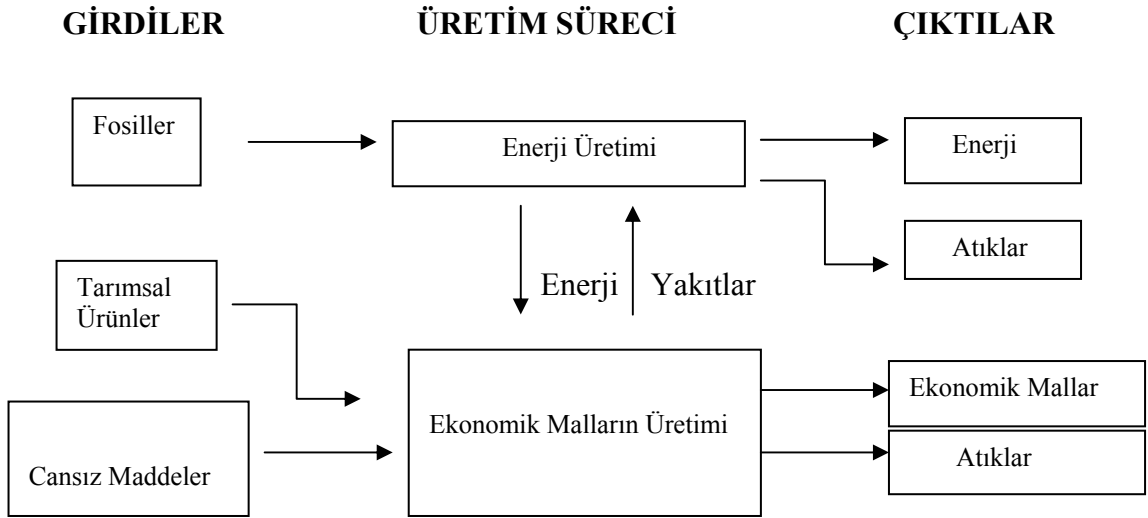 GİRDİLER
ÜRETİM SÜRECİ
ÇIKTILAR
Fosiller
Enerji Üretimi
Enerji
Atıklar
Tarımsal
Ürünler
Enerji
Yakıtlar
Cansız Maddeler
Ekonomik Malların Üretimi
Ekonomik Mallar
Atıklar